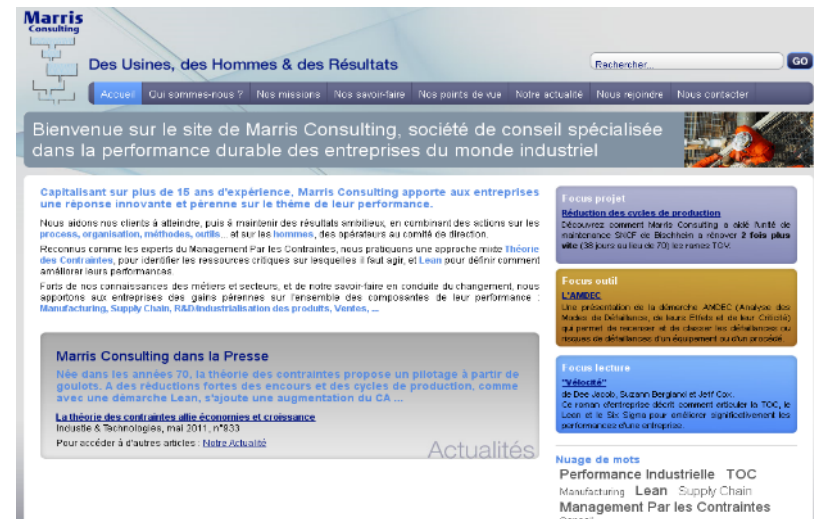 Marris
Consulting
Des Usines, des Hommes & des Résultats
Rechercher...
GO
Accueil Qui sommes-nous ? Nos missions Nos savoir-faire Nos points de vue Notre actualité Nous rejoindre Nous contacter
Bienvenue sur le site de Marris Consulting, société de conseil spécialisée
dans la performance durable des entreprises du monde industriel
Capitalisant sur plus de 15 ans d'expérience, Marris Consulting apporte aux entreprises
une réponse innovante et pérenne sur le thème de leur performance.
Nous aidons nos clients à atteindre, puis à maintenir des résultats ambitieux, en combinant des actions sur les
process, organisation, méthodes, outils... et sur les hommes, des opérateurs au comité de direction.
Reconnus comme les experts du Management Par les Contraintes, nous pratiquons une approche mixte Théorie
des Contraintes, pour identifier les ressources critiques sur lesquelles il faut agir, et Lean pour définir comment
améliorer leurs performances.
Forts de nos connaissances des métiers et secteurs, et de notre savoir-faire en conduite du changement, nous
apportons aux entreprises des gains pérennes sur l'ensemble des composantes de leur performance :
Manufacturing, Supply Chain, R&D/Industrialisation des produits, Ventes, ...
Marris Consulting dans la Presse
Née dans les années 70, la théorie des contraintes propose un pilotage à partir de
goulots. A des réductions fortes des encours et des cycles de production, comme
avec une démarche Lean, s'ajoute une augmentation du CA ...
La théorie des contraintes allie économies et croissance
Industie & Technologies, mai 2011, n°933
Pour accéder à d'autres articles : Notre Actualité
Actualités
Focus projet
Réduction des cycles de production
Découvrez comment Marris Consulting a aidé l'unité de
maintenance SNCF de Bischheim à rénover 2 fois plus
vite (38 jours au lieu de 70) les rames TGV.
Focus outil
L'AMDEC
Une présentation de la démarche AMDEC (Analyse des
Modes de Défaillance, de leurs Effets et de leur Criticité)
qui permet de recenser et de classer les défaillances ou
risques de défaillances d'un équipement ou d'un procédé.
Focus lecture
"Vélocité"
de Dee Jacob, Suzann Bergland et Jeff Cox.
Ce roman d'entreprise décrit comment articuler la TOC, le
Lean et le Six Sigma pour améliorer significativement les
performances d'une entreprise.
Nuage de mots
Performance Industrielle TOC
Manufacturing Lean Supply Chain
Management Par les Contraintes